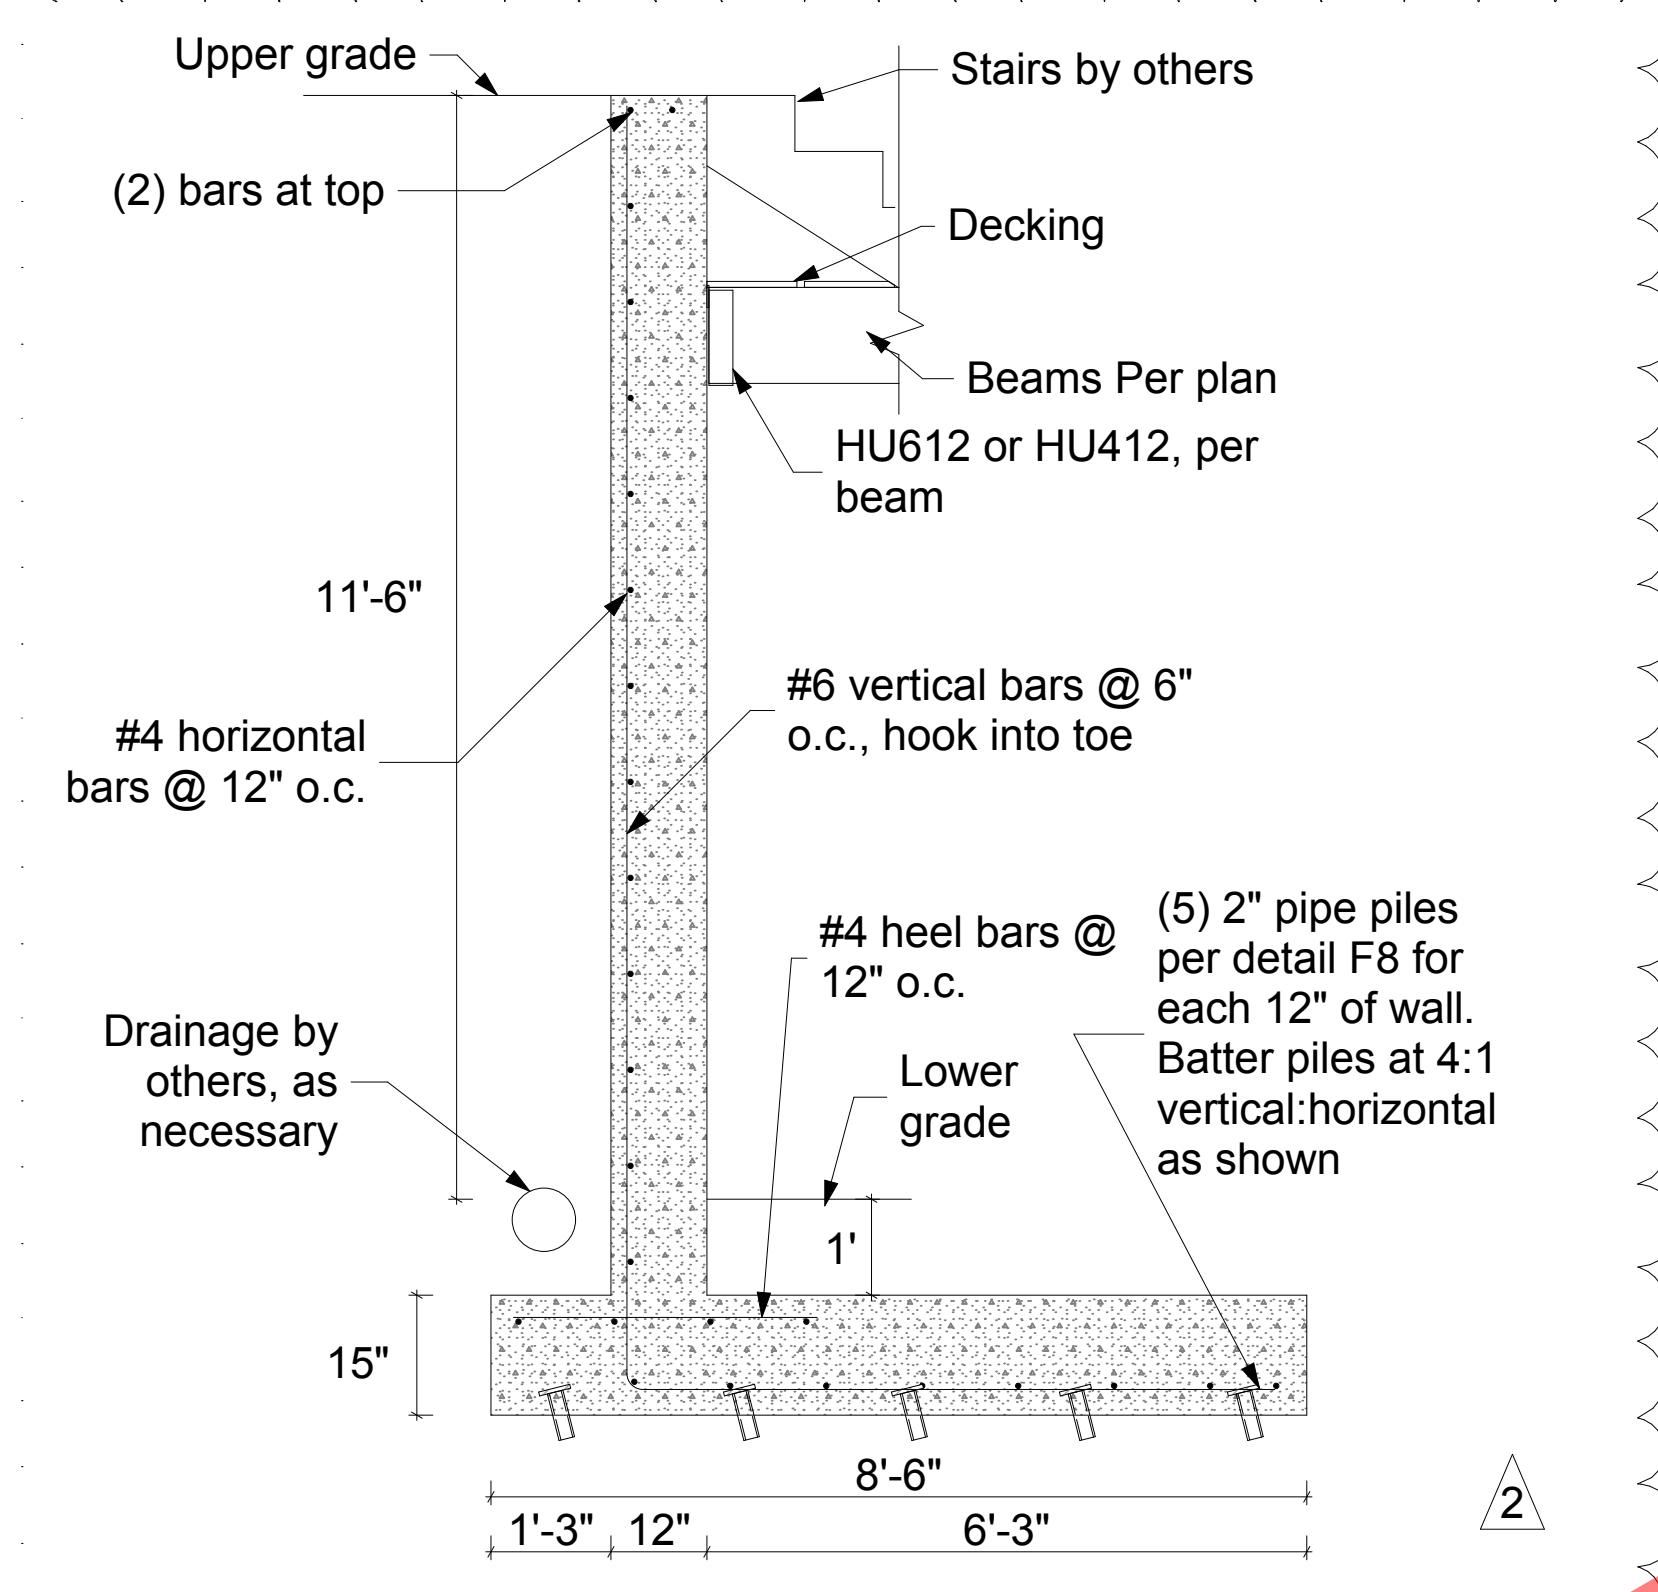 Upper grade
Stairs by others
(2) bars at top
Decking
Beams Per plan
HU612 or HU412, per
beam
11'-6"
#6 vertical bars @ 6"
o.c., hook into toe
#4 horizontal
bars @ 12" o.c.
#4 heel bars @
12" o.c.
(5) 2" pipe piles
per detail F8 for
each 12" of wall.
Batter piles at 4:1
vertical:horizontal
as shown
Drainage by
others, as
necessary
Lower
grade
1'
15"
8'-6"
1'-3"
12"
6'-3"
2